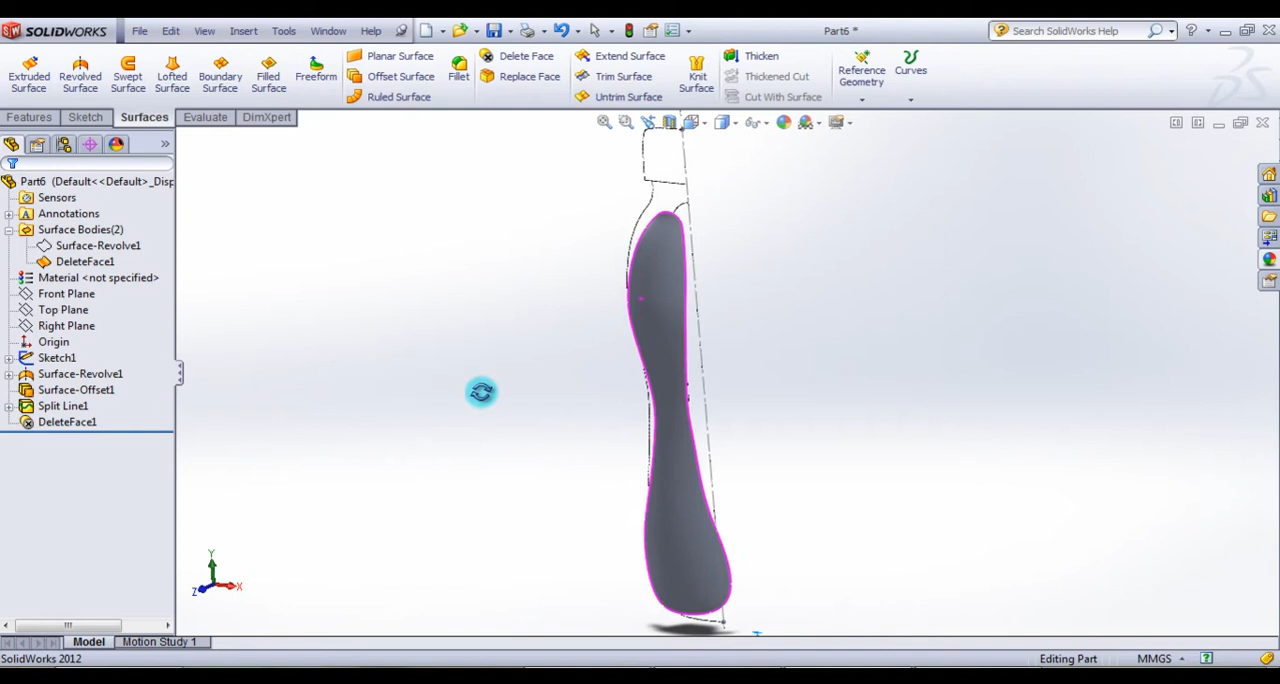 SOLIDWORKS File Edit View Insert Tools Window Help Part6 * Search SolidWorks Help
Extruded Surface Revolved Surface Swept Surface Lofted Surface Boundary Surface Filled Surface Freeform Planar Surface Offset Surface Ruled Surface Fillet Delete Face Replace Face Extend Surface Trim Surface Untrim Surface Knit Surface Thicken Thickened Cut Cut With Surface Reference Geometry Curves
Features Sketch Surfaces Evaluate DimXpert
Part6 (Default<<Default>_Disp
Sensors
Annotations
Surface Bodies(2)
Surface-Revolve1
DeleteFace1
Material <not specified>
Front Plane
Top Plane
Right Plane
Origin
Sketch1
Surface-Revolve1
Surface-Offset1
Split Line1
DeleteFace1
Y
Z X
Model Motion Study 1
SolidWorks 2012 Editing Part MMGS